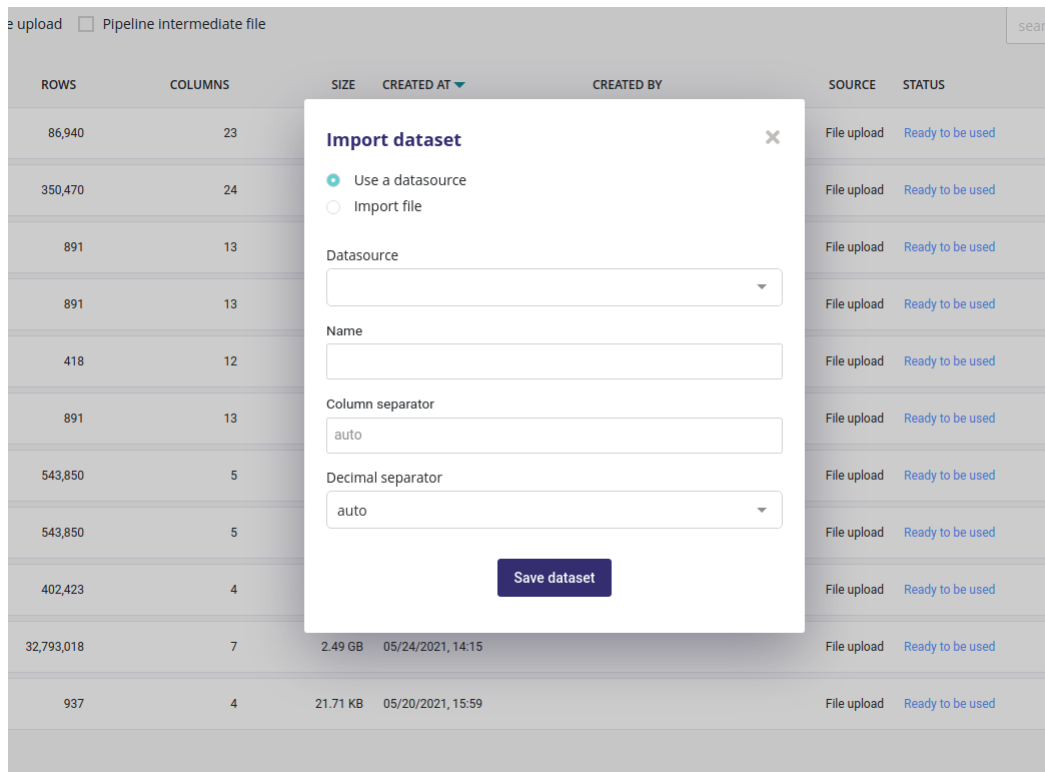 e upload Pipeline intermediate file sear
ROWS COLUMNS SIZE CREATED AT CREATED BY SOURCE STATUS
86,940 23 File upload Ready to be used
350,470 24 File upload Ready to be used
891 13 File upload Ready to be used
891 13 File upload Ready to be used
418 12 File upload Ready to be used
891 13 File upload Ready to be used
543,850 5 File upload Ready to be used
543,850 5 File upload Ready to be used
402,423 4 File upload Ready to be used
32,793,018 7 2.49 GB 05/24/2021, 14:15 File upload Ready to be used
937 4 21.71 KB 05/20/2021, 15:59 File upload Ready to be used
Import dataset
Use a datasource
Import file
Datasource
Name
Column separator
auto
Decimal separator
auto
Save dataset